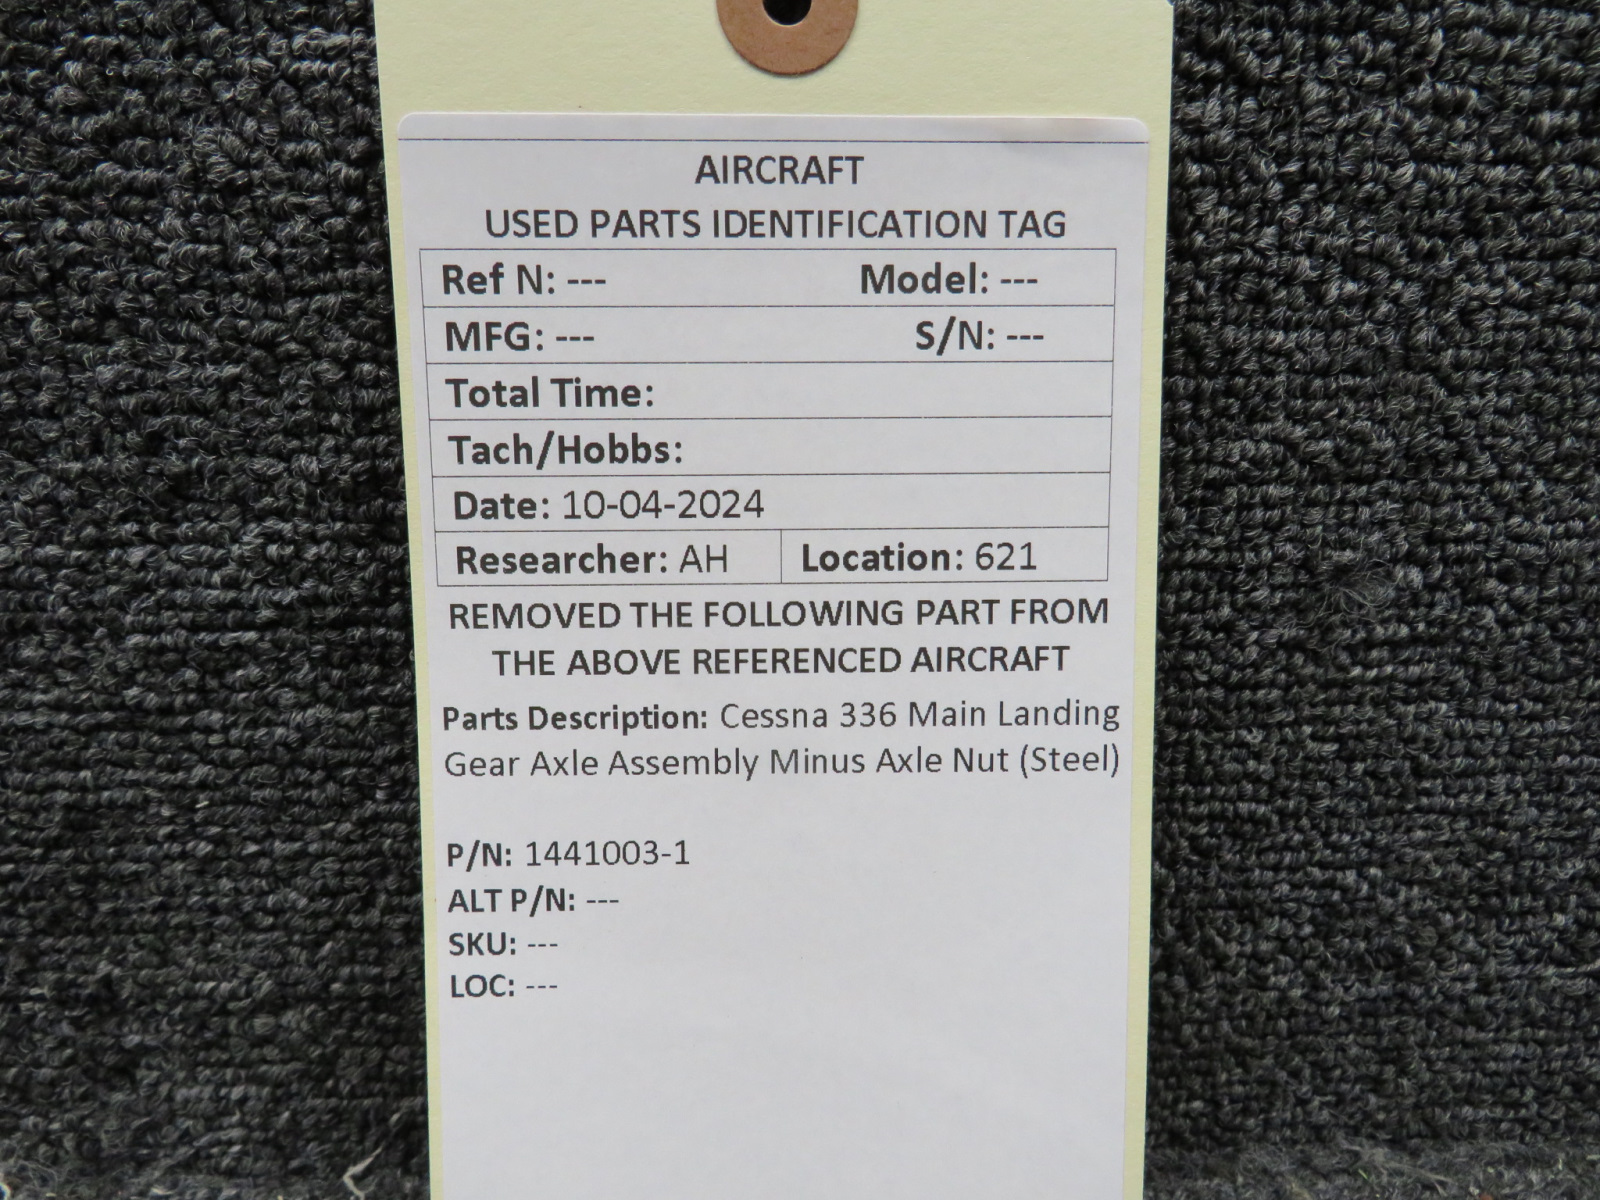 AIRCRAFT
USED PARTS IDENTIFICATION TAG
Ref N: --- Model: ---
MFG: --- S/N: ---
Total Time:
Tach/Hobbs:
Date: 10-04-2024
Researcher: AH Location: 621
REMOVED THE FOLLOWING PART FROM
THE ABOVE REFERENCED AIRCRAFT
Parts Description: Cessna 336 Main Landing
Gear Axle Assembly Minus Axle Nut (Steel)
P/N: 1441003-1
ALT P/N: ---
SKU: ---
LOC: ---